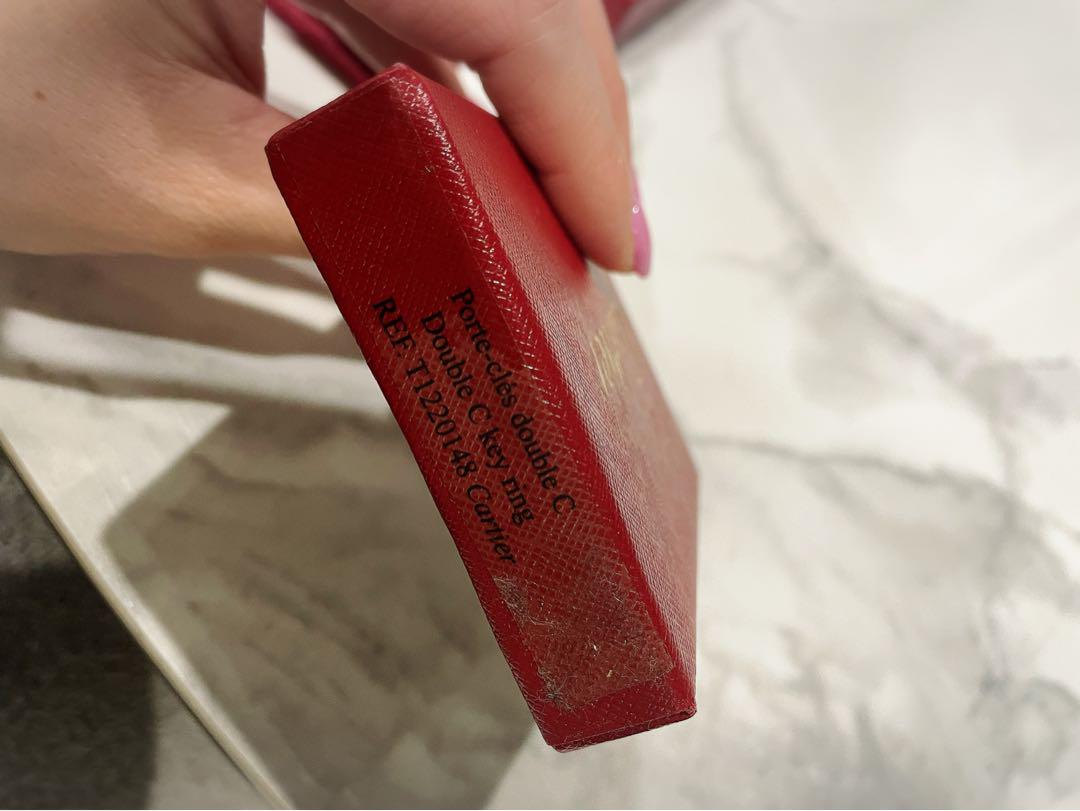 Porte-clés double C
Double C key ring
REF. T1220148 Cartier